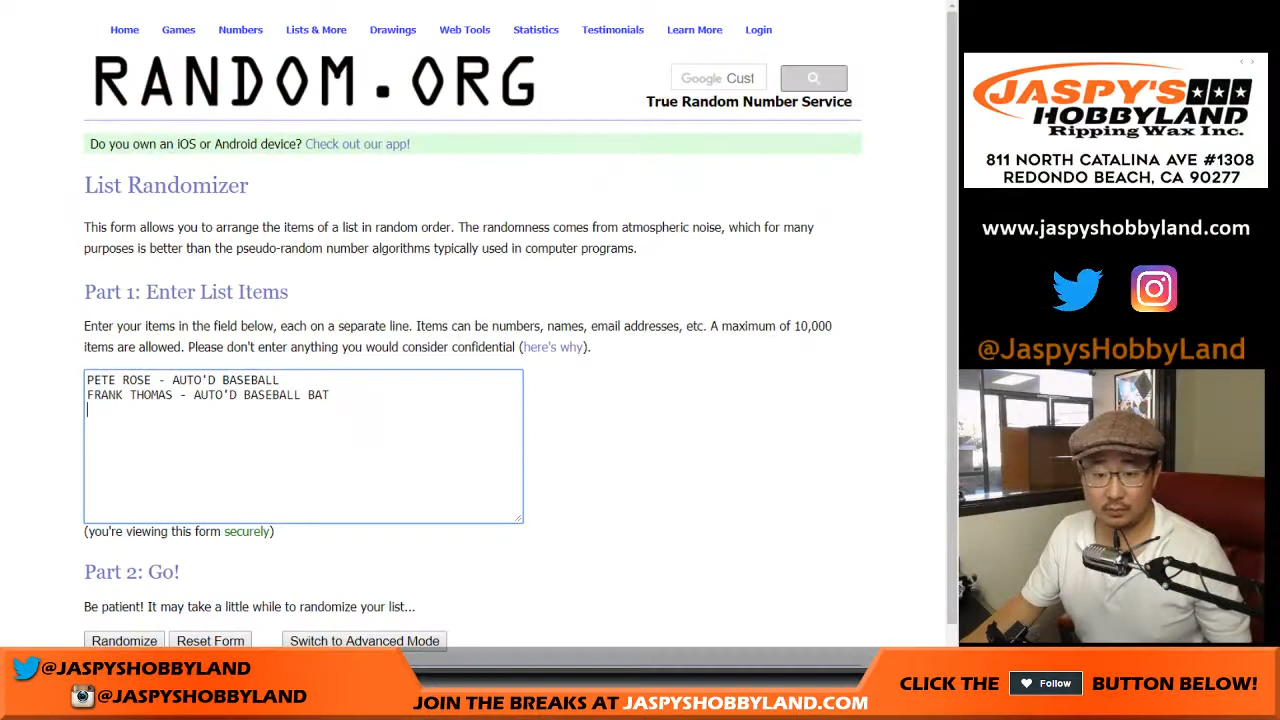 Home Games Numbers Lists & More Drawings Web Tools Statistics Testimonials Learn More Login
RANDOM.ORG
Google Cust
True Random Number Service
Do you own an iOS or Android device? Check out our app!
List Randomizer
This form allows you to arrange the items of a list in random order. The randomness comes from atmospheric noise, which for many
purposes is better than the pseudo-random number algorithms typically used in computer programs.
Part 1: Enter List Items
Enter your items in the field below, each on a separate line. Items can be numbers, names, email addresses, etc. A maximum of 10,000
items are allowed. Please don't enter anything you would consider confidential (here's why).
PETE ROSE - AUTO'D BASEBALL
FRANK THOMAS - AUTO'D BASEBALL BAT
(you're viewing this form securely)
Part 2: Go!
Be patient! It may take a little while to randomize your list...
Randomize Reset Form Switch to Advanced Mode
JASPY'S
HOBBYLAND
Ripping Wax Inc.
811 NORTH CATALINA AVE #1308
REDONDO BEACH, CA 90277
www.jaspyshobbyland.com
@JaspysHobbyLand
@JASPYSHOBBYLAND
@JASPYSHOBBYLAND
JOIN THE BREAKS AT JASPYSHOBBYLAND.COM
CLICK THE Follow BUTTON BELOW!